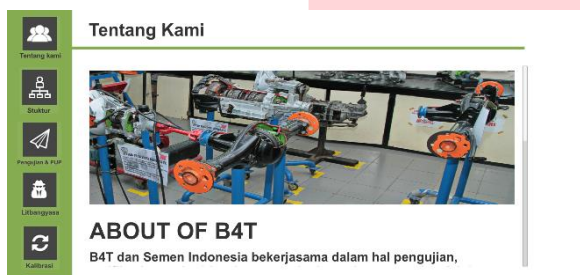 Tentang Kami
Tentang kami
Stuktur
Pengujian & PUP
Litbangyasa
Kalibrasi
ABOUT OF B4T
B4T dan Semen Indonesia bekerjasama dalam hal pengujian,